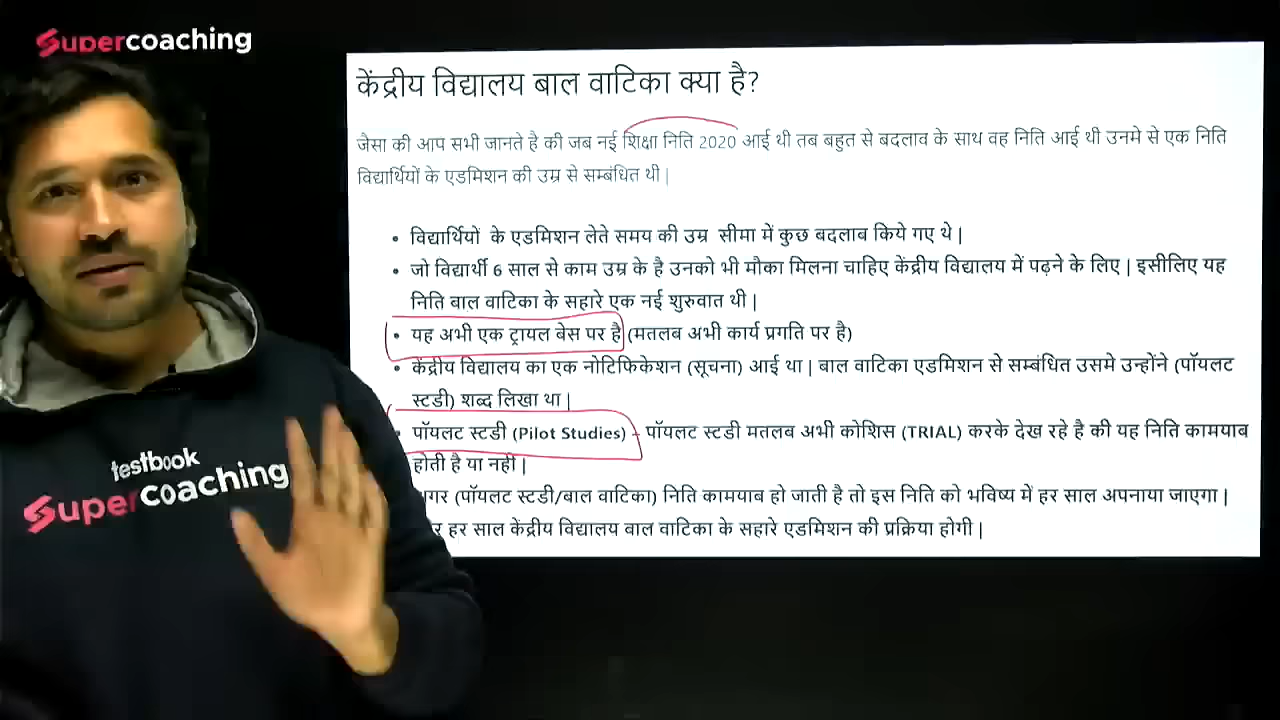 Supercoaching
केंद्रीय विद्यालय बाल वाटिका क्या है?
जैसा की आप सभी जानते है की जब नई शिक्षा निति 2020 आई थी तब बहुत से बदलाव के साथ वह निति आई थी उनमे से एक निति
विद्यार्थियों के एडमिशन की उम्र से सम्बंधित थी |
• विद्यार्थियों के एडमिशन लेते समय की उम्र सीमा में कुछ बदलाब किये गए थे |
• जो विद्यार्थी 6 साल से काम उम्र के है उनको भी मौका मिलना चाहिए केंद्रीय विद्यालय में पढ़ने के लिए | इसीलिए यह
निति बाल वाटिका के सहारे एक नई शुरुवात थी |
• यह अभी एक ट्रायल बेस पर है (मतलब अभी कार्य प्रगति पर है)
• केंद्रीय विद्यालय का एक नोटिफिकेशन (सूचना) आई था | बाल वाटिका एडमिशन से सम्बंधित उसमे उन्होंने (पॉयलट
स्टडी) शब्द लिखा था |
• पॉयलट स्टडी (Pilot Studies) - पॉयलट स्टडी मतलब अभी कोशिस (TRIAL) करके देख रहे है की यह निति कामयाब
होती है या नही |
(पॉयलट स्टडी/बाल वाटिका) निति कामयाब हो जाती है तो इस निति को भविष्य में हर साल अपनाया जाएगा |
हर साल केंद्रीय विद्यालय वाल वाटिका के सहारे एडमिशन की प्रक्रिया होगी |
testbook
Supercoaching